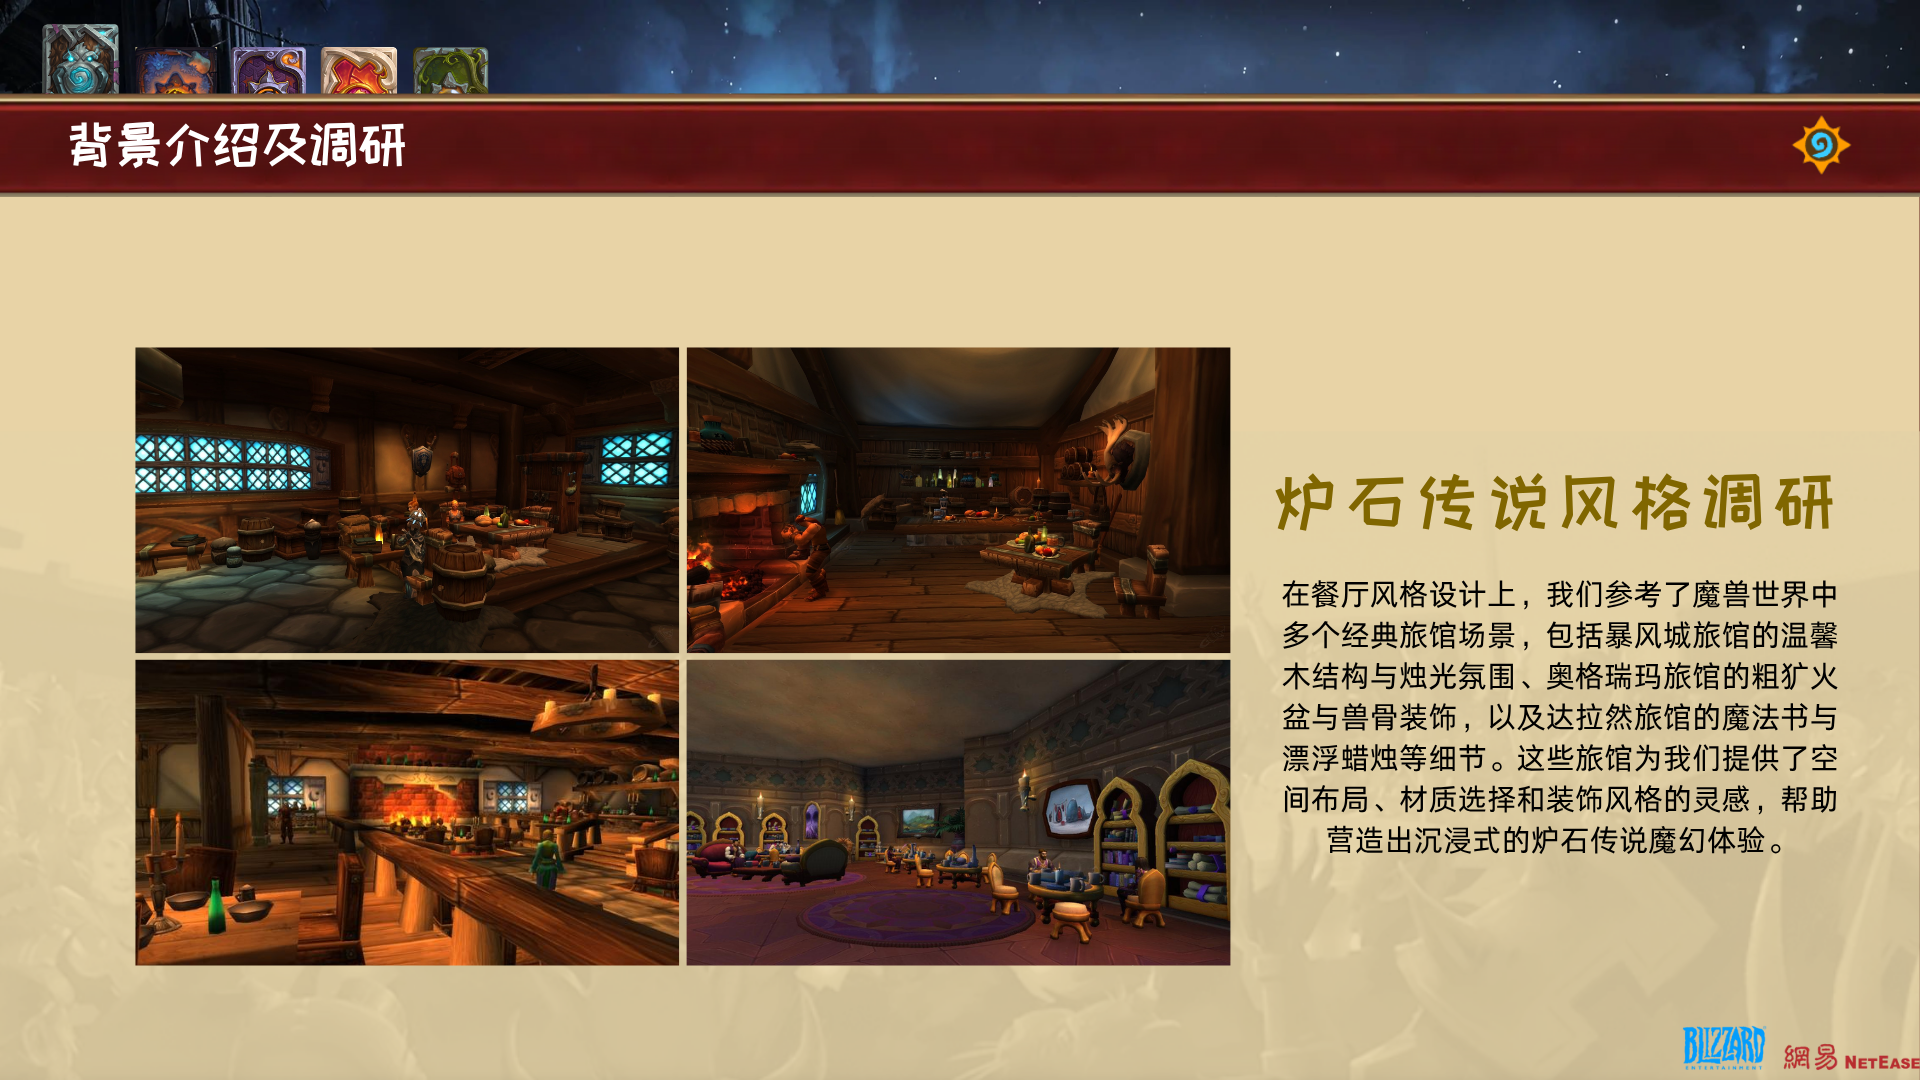 背景介绍及调研
炉石传说风格调研
在餐厅风格设计上，我们参考了魔兽世界中
多个经典旅馆场景，包括暴风城旅馆的温馨
木结构与烛光氛围、奥格瑞玛旅馆的粗犷火
盆与兽骨装饰，以及达拉然旅馆的魔法书与
漂浮蜡烛等细节。这些旅馆为我们提供了空
间布局、材质选择和装饰风格的灵感，帮助
营造出沉浸式的炉石传说魔幻体验。
BLIZZARD
ENTERTAINMENT
網易 NETEASE